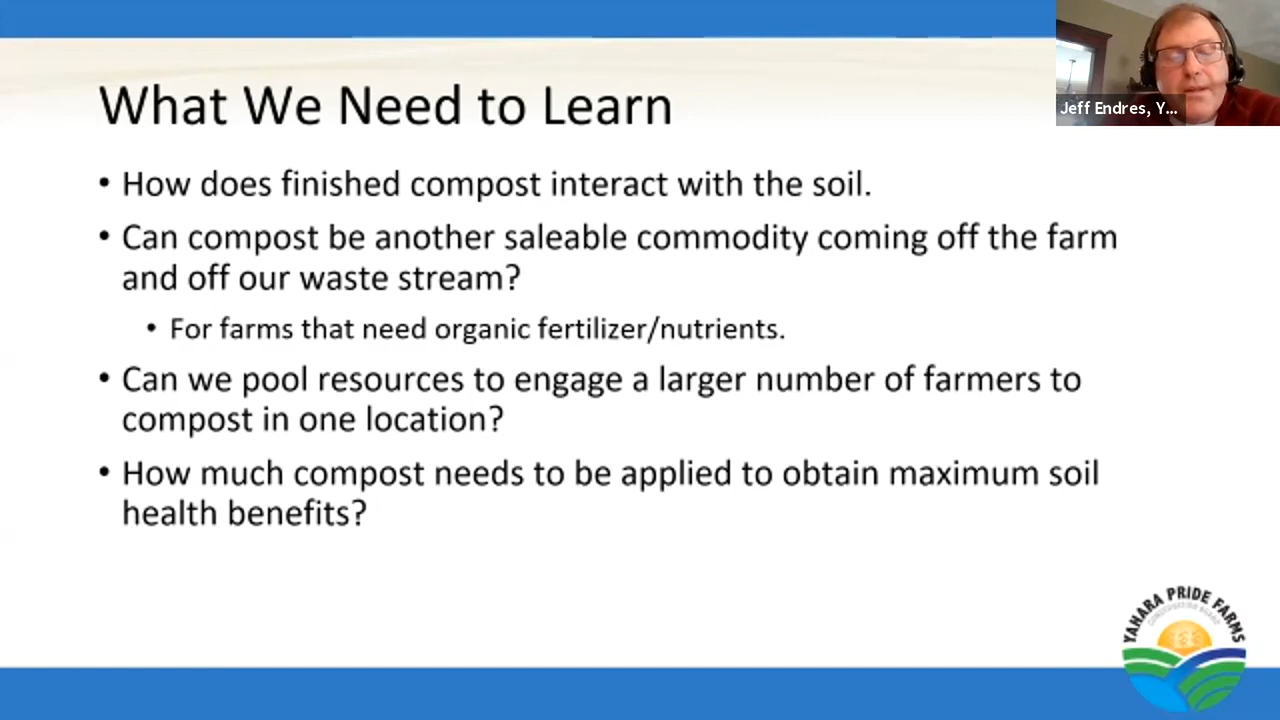 What We Need to Learn
Jeff Endres, Y...
• How does finished compost interact with the soil.
• Can compost be another saleable commodity coming off the farm
and off our waste stream?
• For farms that need organic fertilizer/nutrients.
• Can we pool resources to engage a larger number of farmers to
compost in one location?
• How much compost needs to be applied to obtain maximum soil
health benefits?
YAHARA PRIDE FARMS
CONSERVATION BOARD